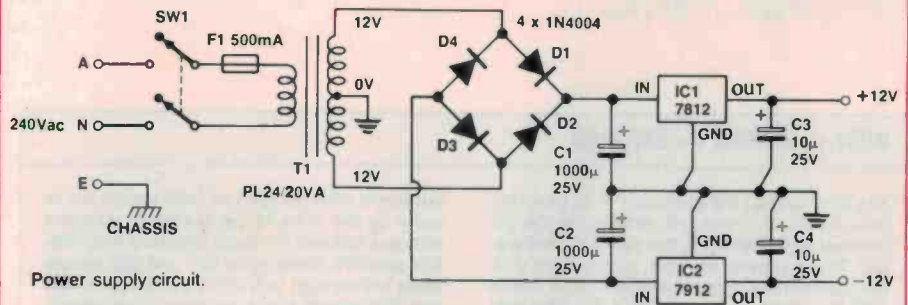 SW1
F1 500mA
A
N
240Vac
E
CHASSIS
T1
PL24/20VA
12V
0V
12V
4 x 1N4004
D4
D1
D3
D2
C1
1000μ
25V
C2
1000μ
25V
IN
IC1
7812
OUT
GND
C3
10μ
25V
+12V
GND
IN
IC2
7912
OUT
C4
10μ
25V
−12V
+
+
+
+
Power supply circuit.